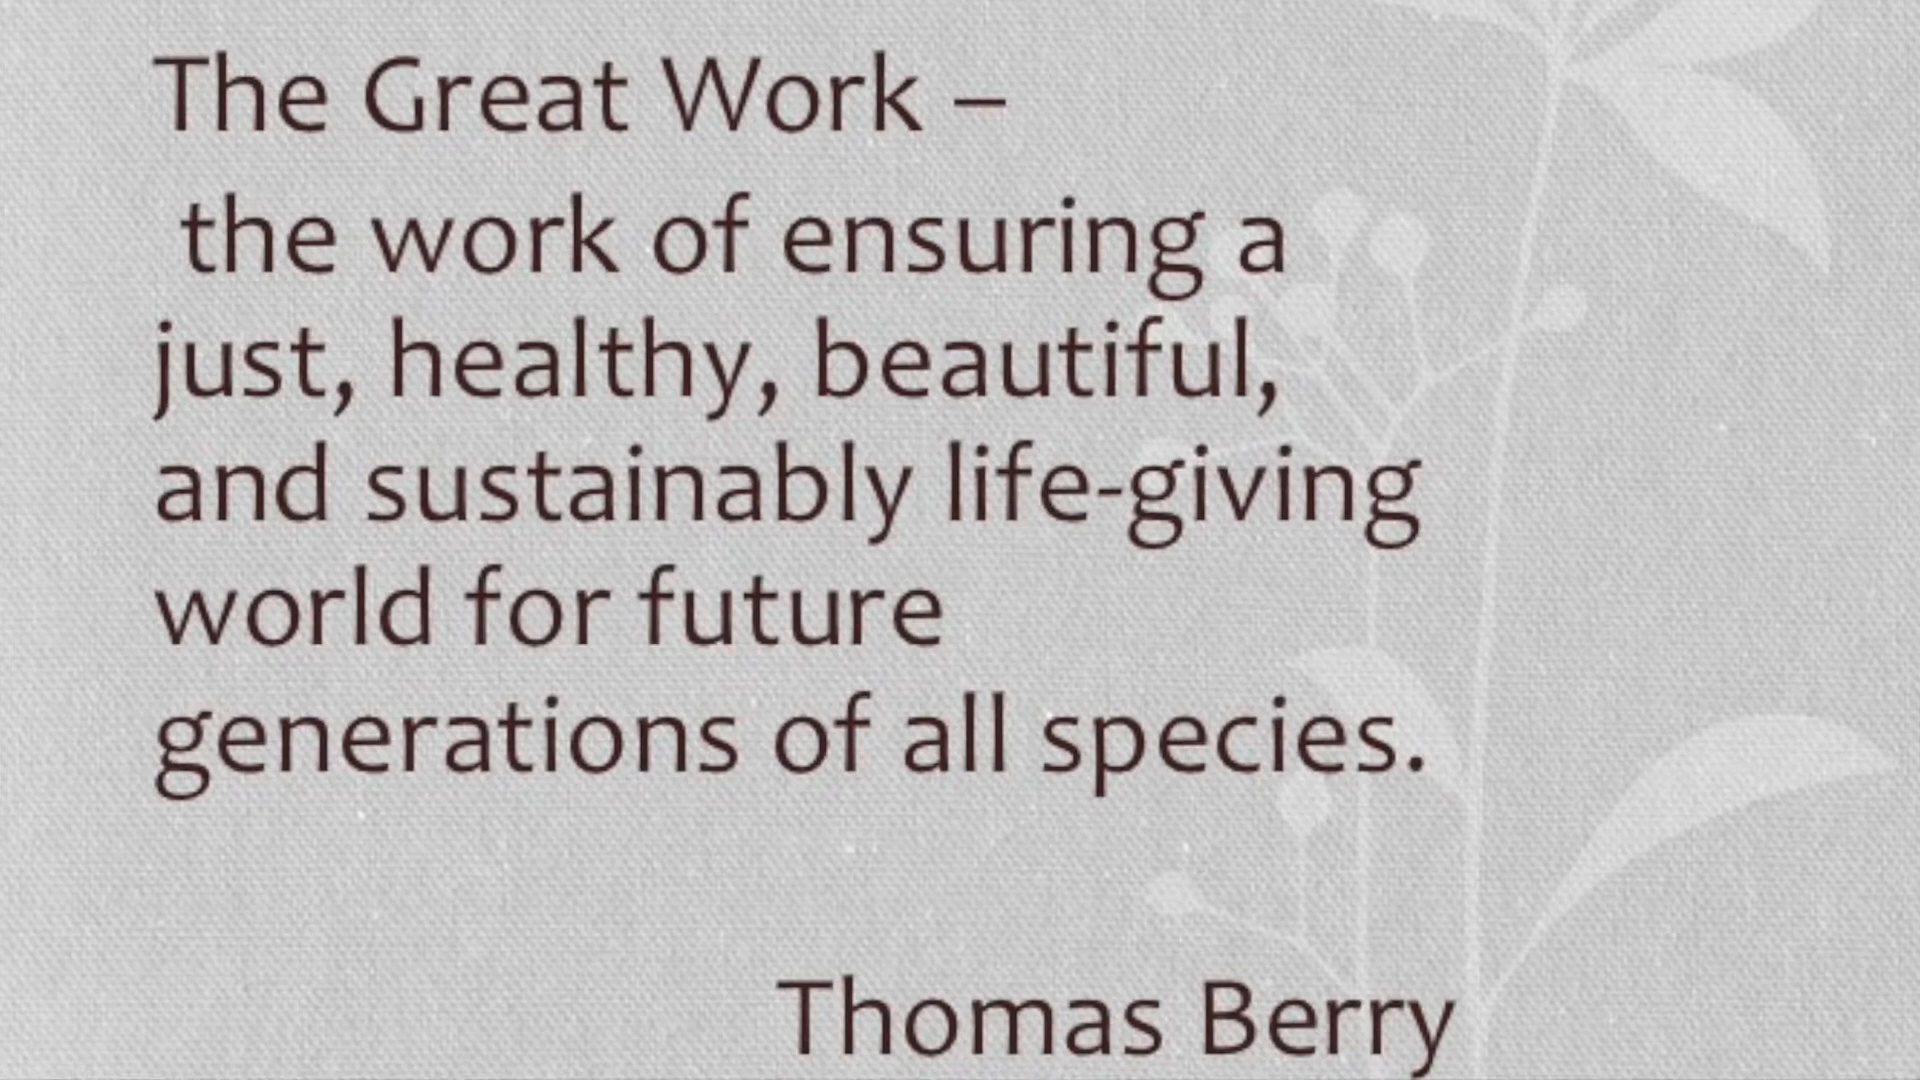 The Great Work –
the work of ensuring a
just, healthy, beautiful,
and sustainably life-giving
world for future
generations of all species.
Thomas Berry